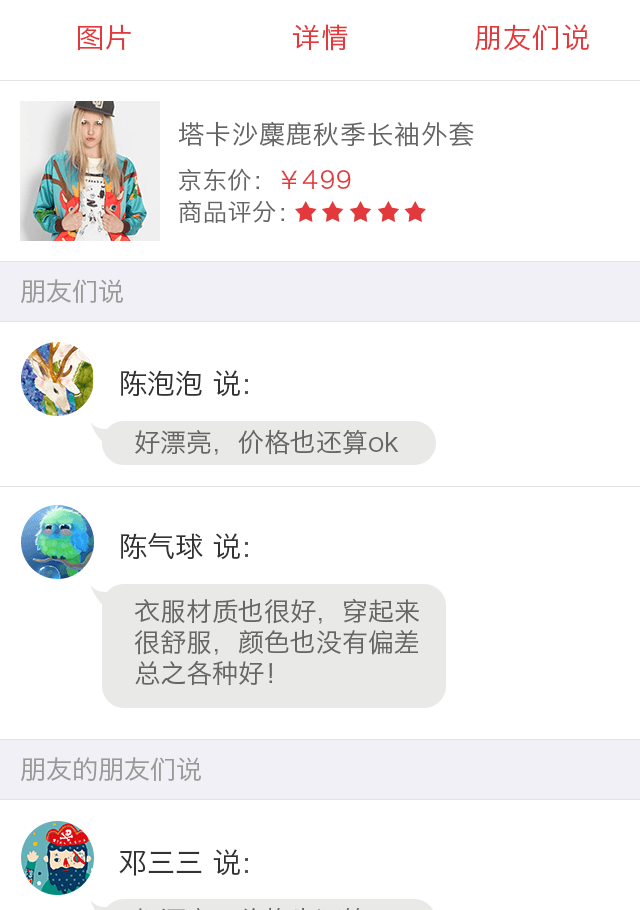 图片 详情 朋友们说
塔卡沙麋鹿秋季长袖外套
京东价：￥499
商品评分：
朋友们说
陈泡泡 说：
好漂亮，价格也还算ok
陈气球 说：
衣服材质也很好，穿起来
很舒服，颜色也没有偏差
总之各种好！
朋友的朋友们说
邓三三 说：